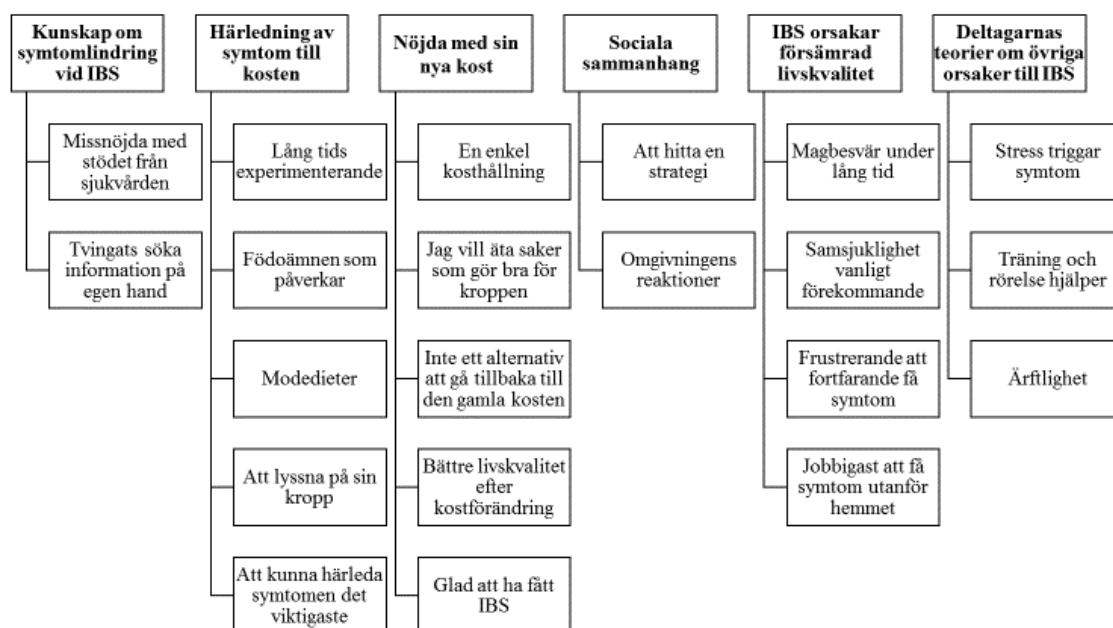 Kunskap om
symtomlindring
vid IBS
Missnöjda med
stödet från
sjukvården
Tvingats söka
information på
egen hand
Härledning av
symtom till
kosten
Lång tids
experimenterande
Födoämnen som
påverkar
Modedieter
Att lyssna på sin
kropp
Att kunna härleda
symtomen det
viktigaste
Nöjda med sin
nya kost
En enkel
kosthållning
Jag vill äta saker
som gör bra för
kroppen
Inte ett alternativ
att gå tillbaka till
den gamla kosten
Bättre livskvalitet
efter
kostförändring
Glad att ha fått
IBS
Sociala
sammanhang
Att hitta en
strategi
Omgivningens
reaktioner
IBS orsakar
försämrad
livskvalitet
Magbesvär under
lång tid
Samsjuklighet
vanligt
förekommande
Frustrerande att
fortfarande få
symtom
Jobbigast att få
symtom utanför
hemmet
Deltagarnas
teorier om övriga
orsaker till IBS
Stress triggar
symtom
Träning och
rörelse hjälper
Ärftlighet